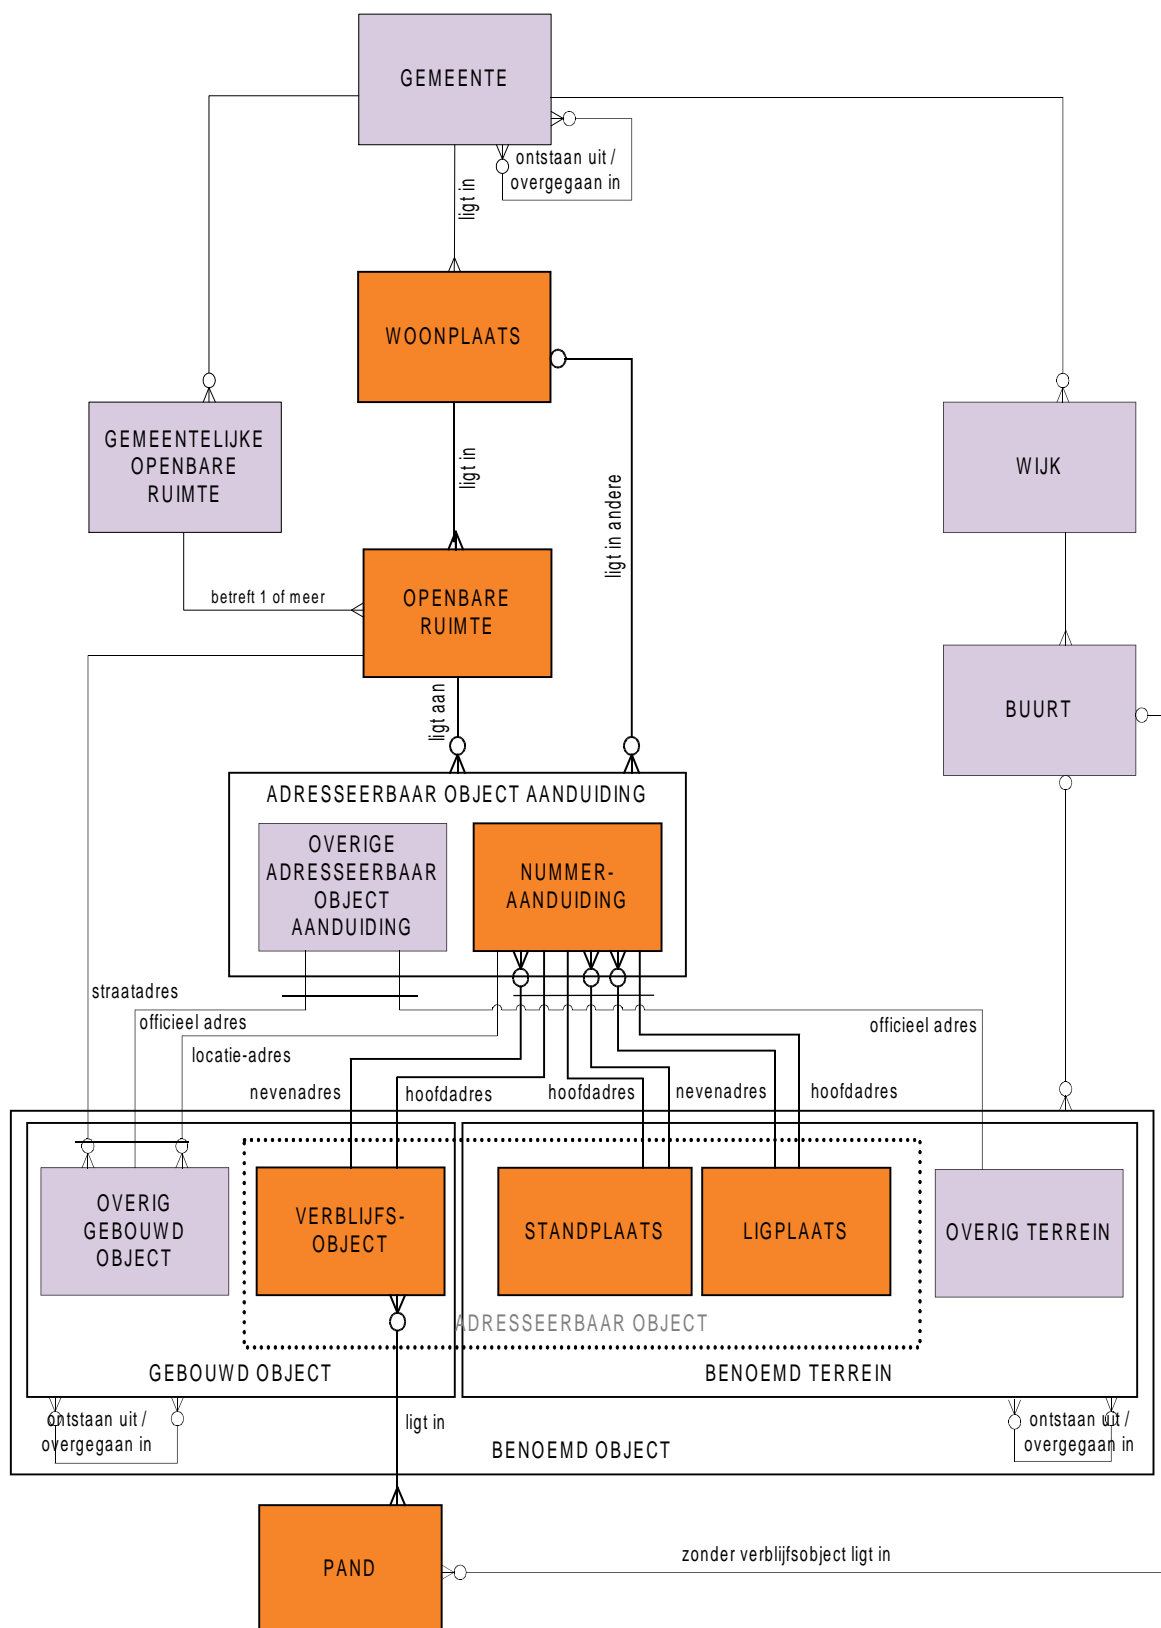 GEMEENTE
ontstaan uit /
overgegaan in
ligt in
WOONPLAATS
GEMEENTELIJKE
OPENBARE
RUIMTE
ligt in
ligt in andere
WIJK
betreft 1 of meer
OPENBARE
RUIMTE
ligt aan
BUURT
ADRESSEERBAAR OBJECT AANDUIDING
OVERIGE
ADRESSEERBAAR
OBJECT
AANDUIDING
NUMMER-
AANDUIDING
straatadres
officieel adres
locatie-adres
officieel adres
nevenadres
hoofdadres
hoofdadres
nevenadres
hoofdadres
OVERIG
GEBOUWD
OBJECT
VERBLIJFS-
OBJECT
STANDPLAATS
LIGPLAATS
OVERIG TERREIN
ADRESSEERBAAR OBJECT
GEBOUWD OBJECT
BENOEMD TERREIN
ontstaan uit /
overgegaan in
ligt in
ontstaan uit /
overgegaan in
BENOEMD OBJECT
PAND
zonder verblijfsobject ligt in